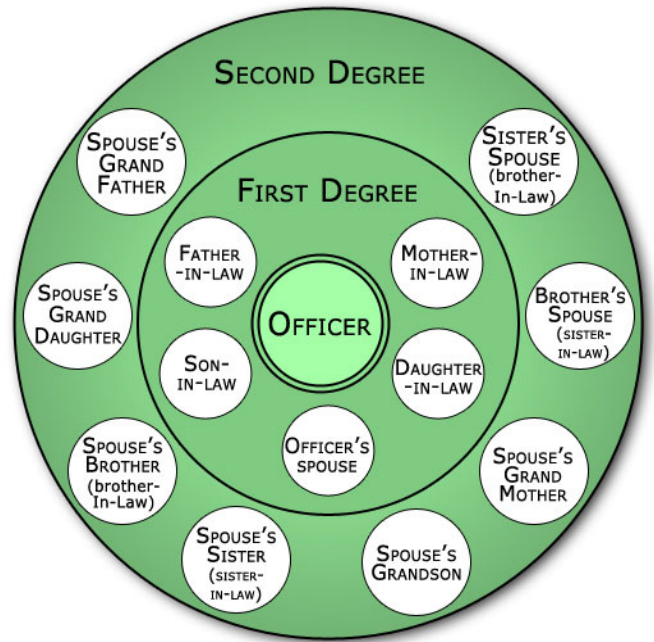 Second Degree
Spouse's
Grand
Father
Sister's
Spouse
(brother-
In-Law)
First Degree
Father
-in-law
Mother-
in-law
Officer
Spouse's
Grand
Daughter
Brother's
Spouse
(sister-
in-law)
Son-
in-law
Daughter
-in-law
Officer's
spouse
Spouse's
Brother
(brother-
In-Law)
Spouse's
Grand
Mother
Spouse's
Sister
(sister-
in-law)
Spouse's
Grandson